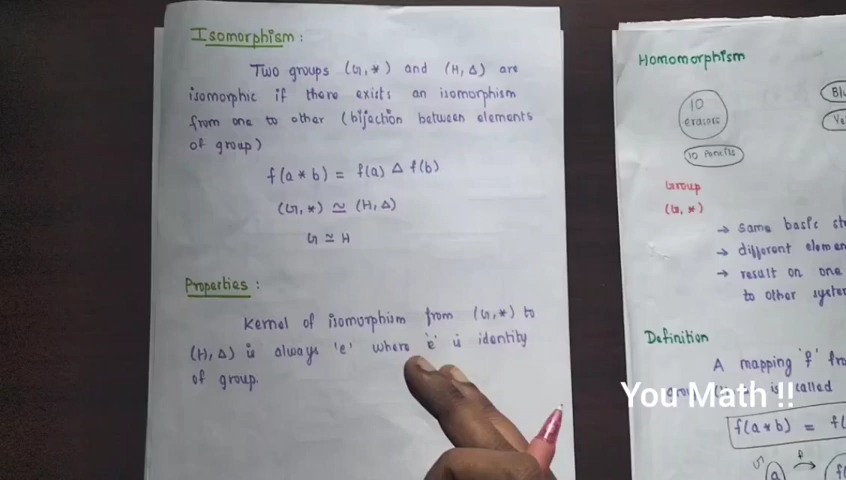 Isomorphism :
Two groups (G, *) and (H, Δ) are
isomorphic if there exists an isomorphism
from one to other (bijection between elements
of group)
f(a * b) = f(a) Δ f(b)
(G, *) ≅ (H, Δ)
G ≅ H
Properties :
Kernel of isomorphism from (G, *) to
(H, Δ) is always 'e' where 'e' is identity
of group.
Homomorphism
10
erasers
10 Pencils
Group
(G, *)
→ same basic
→ different
→ result on one
to other
Definition
A mapping 'f'
is called
f(a * b) =
G
a
f
You Math !!